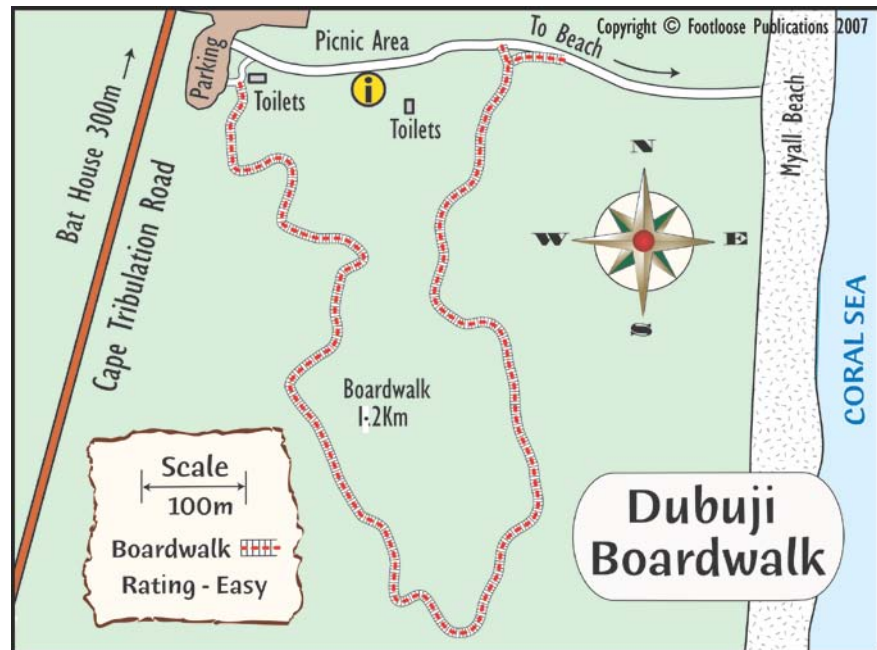 Copyright © Footloose Publications 2007
To Beach
Picnic Area
Parking
Toilets
i
Toilets
Bat House 300m
Cape Tribulation Road
Myall Beach
N
W
E
S
CORAL SEA
Boardwalk
1.2Km
Scale
100m
Boardwalk
Rating - Easy
Dubuji
Boardwalk